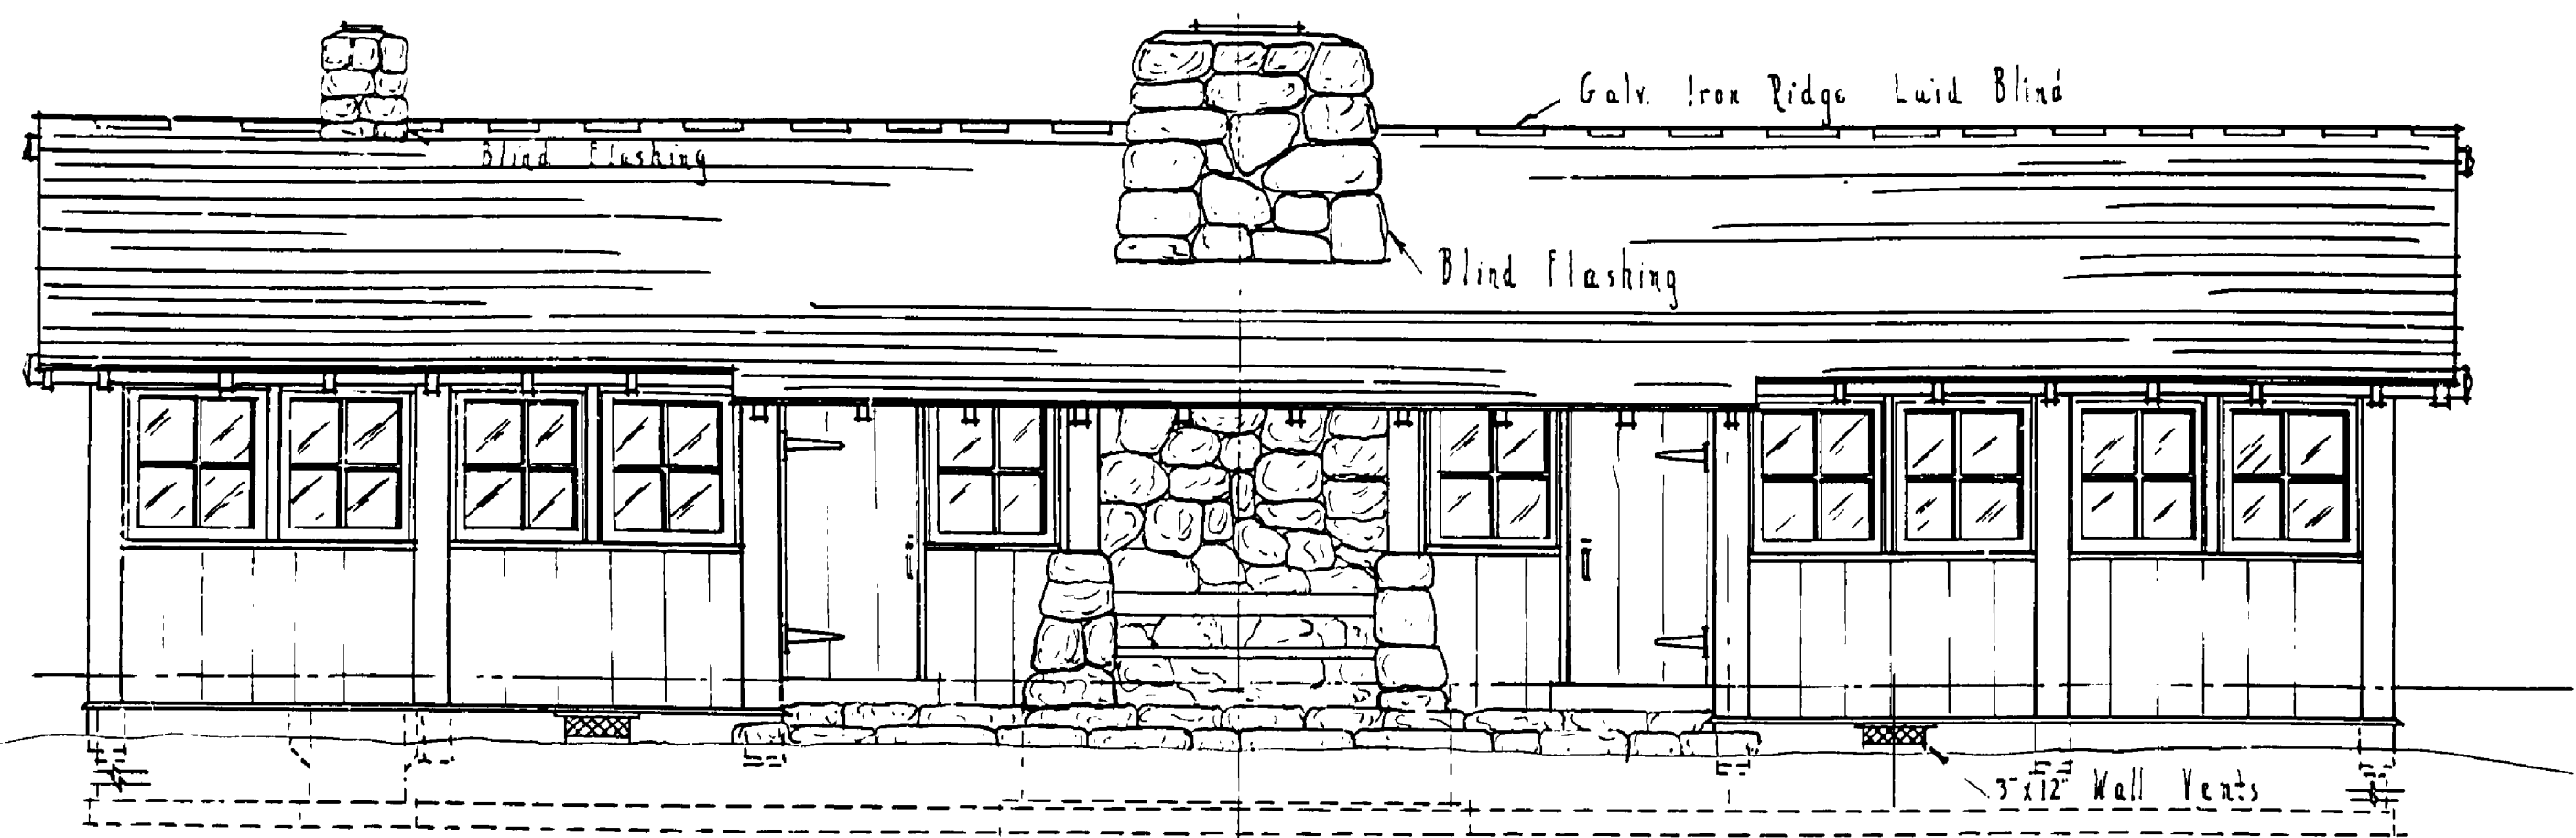 Galv. Iron Ridge Laid Blind
Blind Flashing
Blind Flashing
3"x12" Wall Vents